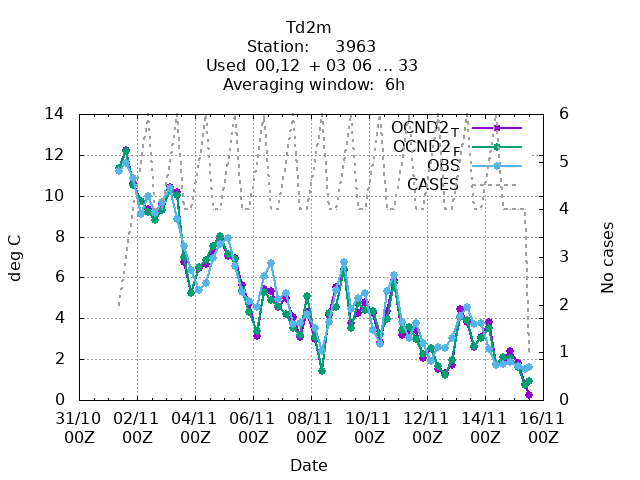 Td2m
Station: 3963
Used 00,12 + 03 06 ... 33
Averaging window: 6h
OCND2_T
OCND2_F
OBS
CASES
deg C
14
12
10
8
6
4
2
0
No cases
6
5
4
3
2
1
0
31/10 02/11 04/11 06/11 08/11 10/11 12/11 14/11 16/11
00Z 00Z 00Z 00Z 00Z 00Z 00Z 00Z 00Z
Date